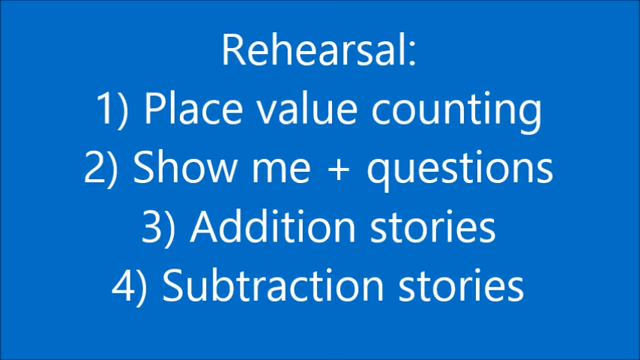 Rehearsal:
1) Place value counting
2) Show me + questions
3) Addition stories
4) Subtraction stories